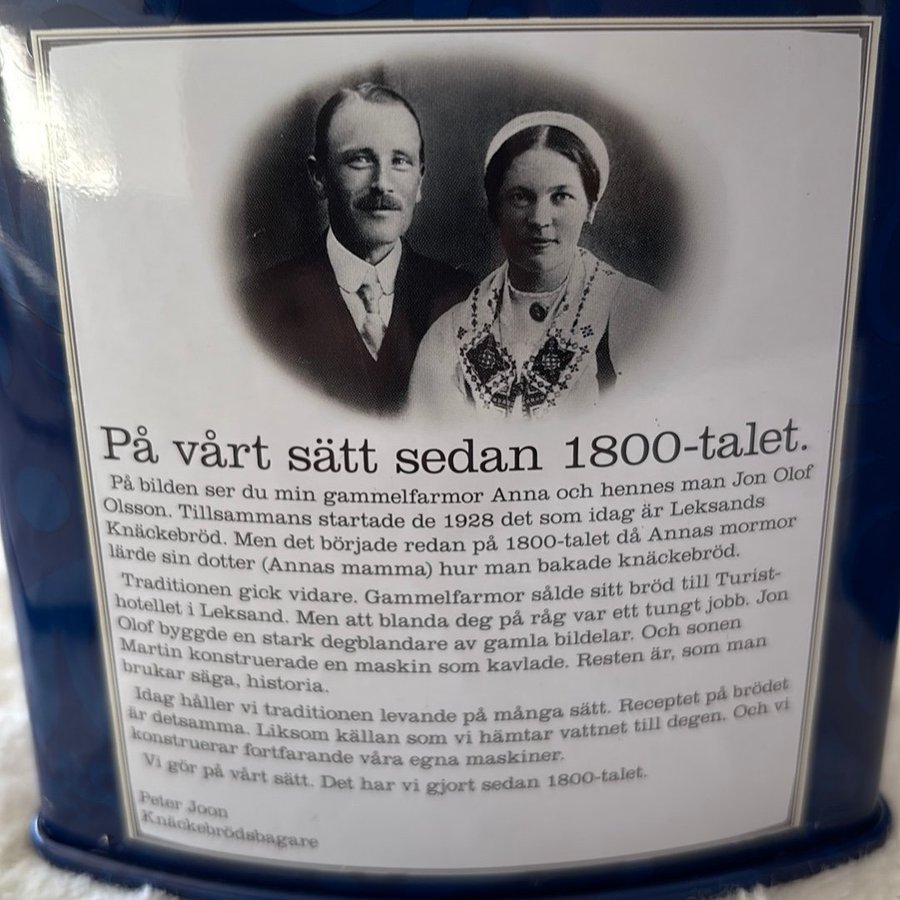 På vårt sätt sedan 1800-talet.
På bilden ser du min gammelfarmor Anna och hennes man Jon Olof
Olsson. Tillsammans startade de 1928 det som idag är Leksands
Knäckebröd. Men det började redan på 1800-talet då Annas mormor
lärde sin dotter (Annas mamma) hur man bakade knäckebröd.
Traditionen gick vidare. Gammelfarmor sålde sitt bröd till Turist-
hotellet i Leksand. Men att blanda deg på råg var ett tungt jobb. Jon
Olof byggde en stark degblandare av gamla bildelar. Och sonen
Martin konstruerade en maskin som kavlade. Resten är, som man
brukar säga, historia.
Idag håller vi traditionen levande på många sätt. Receptet på brödet
är detsamma. Liksom källan som vi hämtar vattnet till degen. Och vi
konstruerar fortfarande våra egna maskiner.
Vi gör på vårt sätt. Det har vi gjort sedan 1800-talet.
Peter Joon
Knäckebrödsbagare